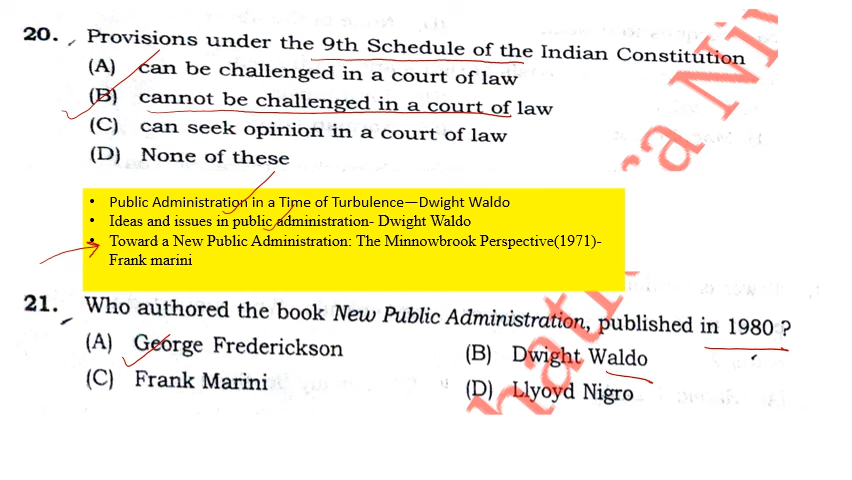 20. Provisions under the 9th Schedule of the Indian Constitution
(A) can be challenged in a court of law
(B) cannot be challenged in a court of law
(C) can seek opinion in a court of law
(D) None of these
• Public Administration in a Time of Turbulence—Dwight Waldo
• Ideas and issues in public administration- Dwight Waldo
• Toward a New Public Administration: The Minnowbrook Perspective(1971)-
Frank marini
21. Who authored the book New Public Administration, published in 1980 ?
(A) George Frederickson (B) Dwight Waldo
(C) Frank Marini (D) Llyoyd Nigro